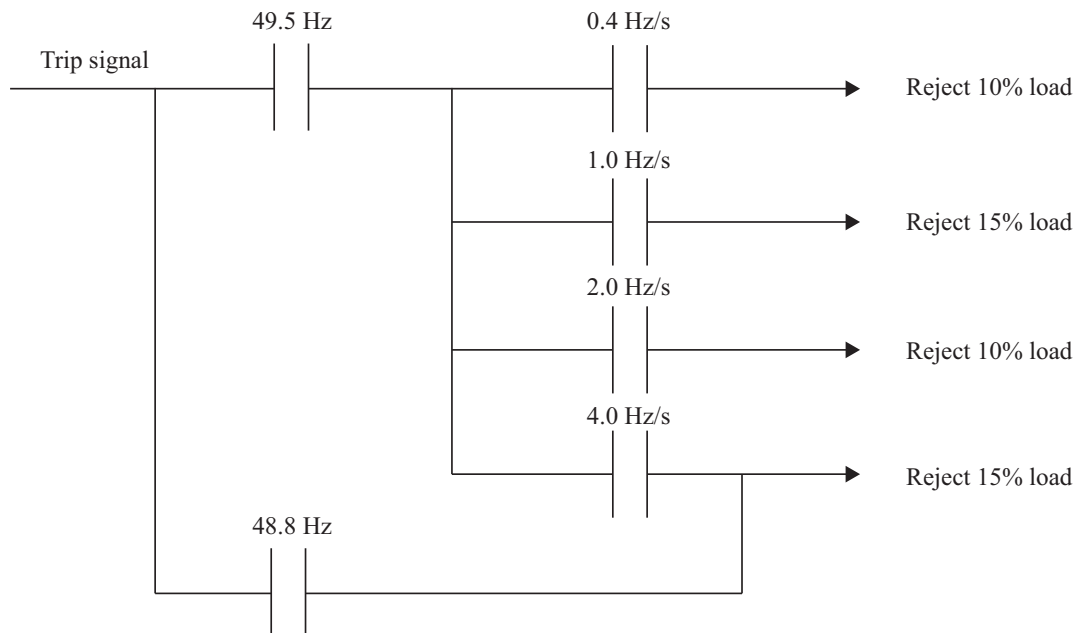 49.5 Hz
0.4 Hz/s
Trip signal
Reject 10% load
1.0 Hz/s
Reject 15% load
2.0 Hz/s
Reject 10% load
4.0 Hz/s
Reject 15% load
48.8 Hz